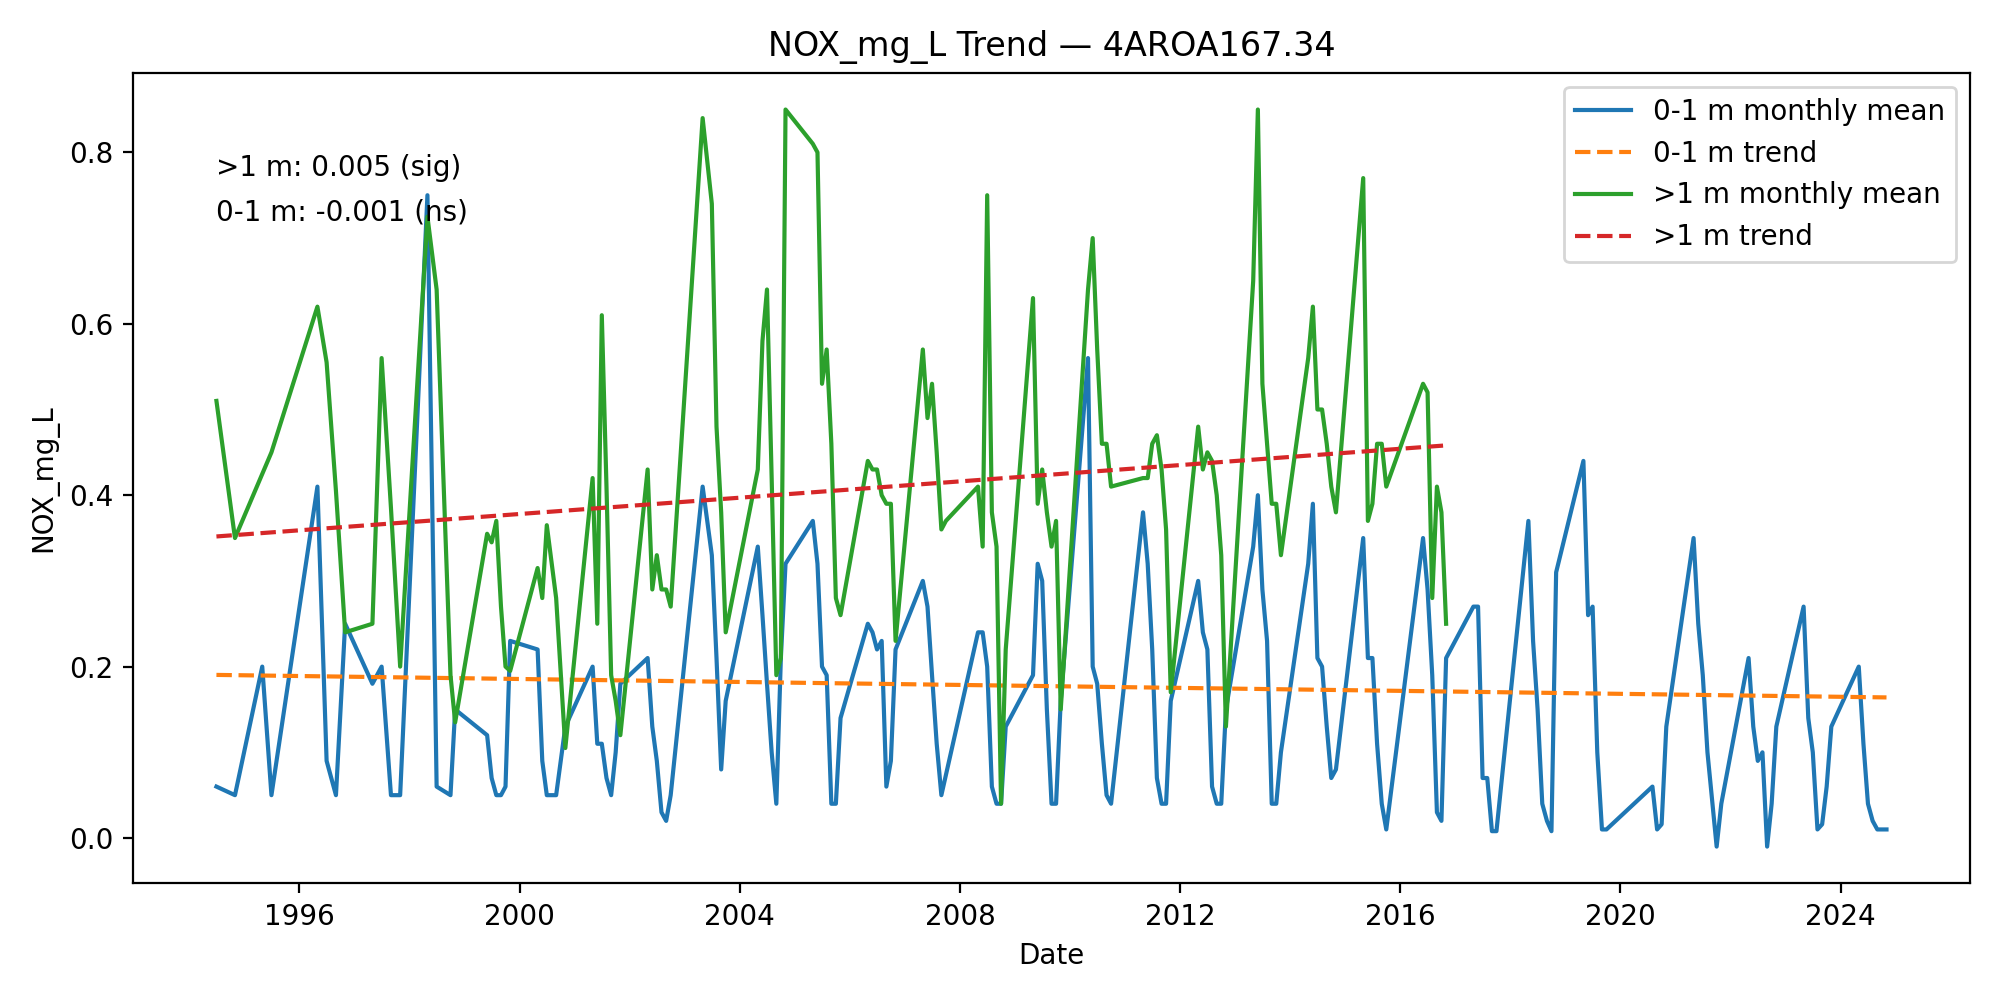 NOX_mg_L Trend — 4AROA167.34
>1 m: 0.005 (sig)
0-1 m: -0.001 (ns)
0-1 m monthly mean
0-1 m trend
>1 m monthly mean
>1 m trend
NOX_mg_L
0.8
0.6
0.4
0.2
0.0
1996 2000 2004 2008 2012 2016 2020 2024
Date